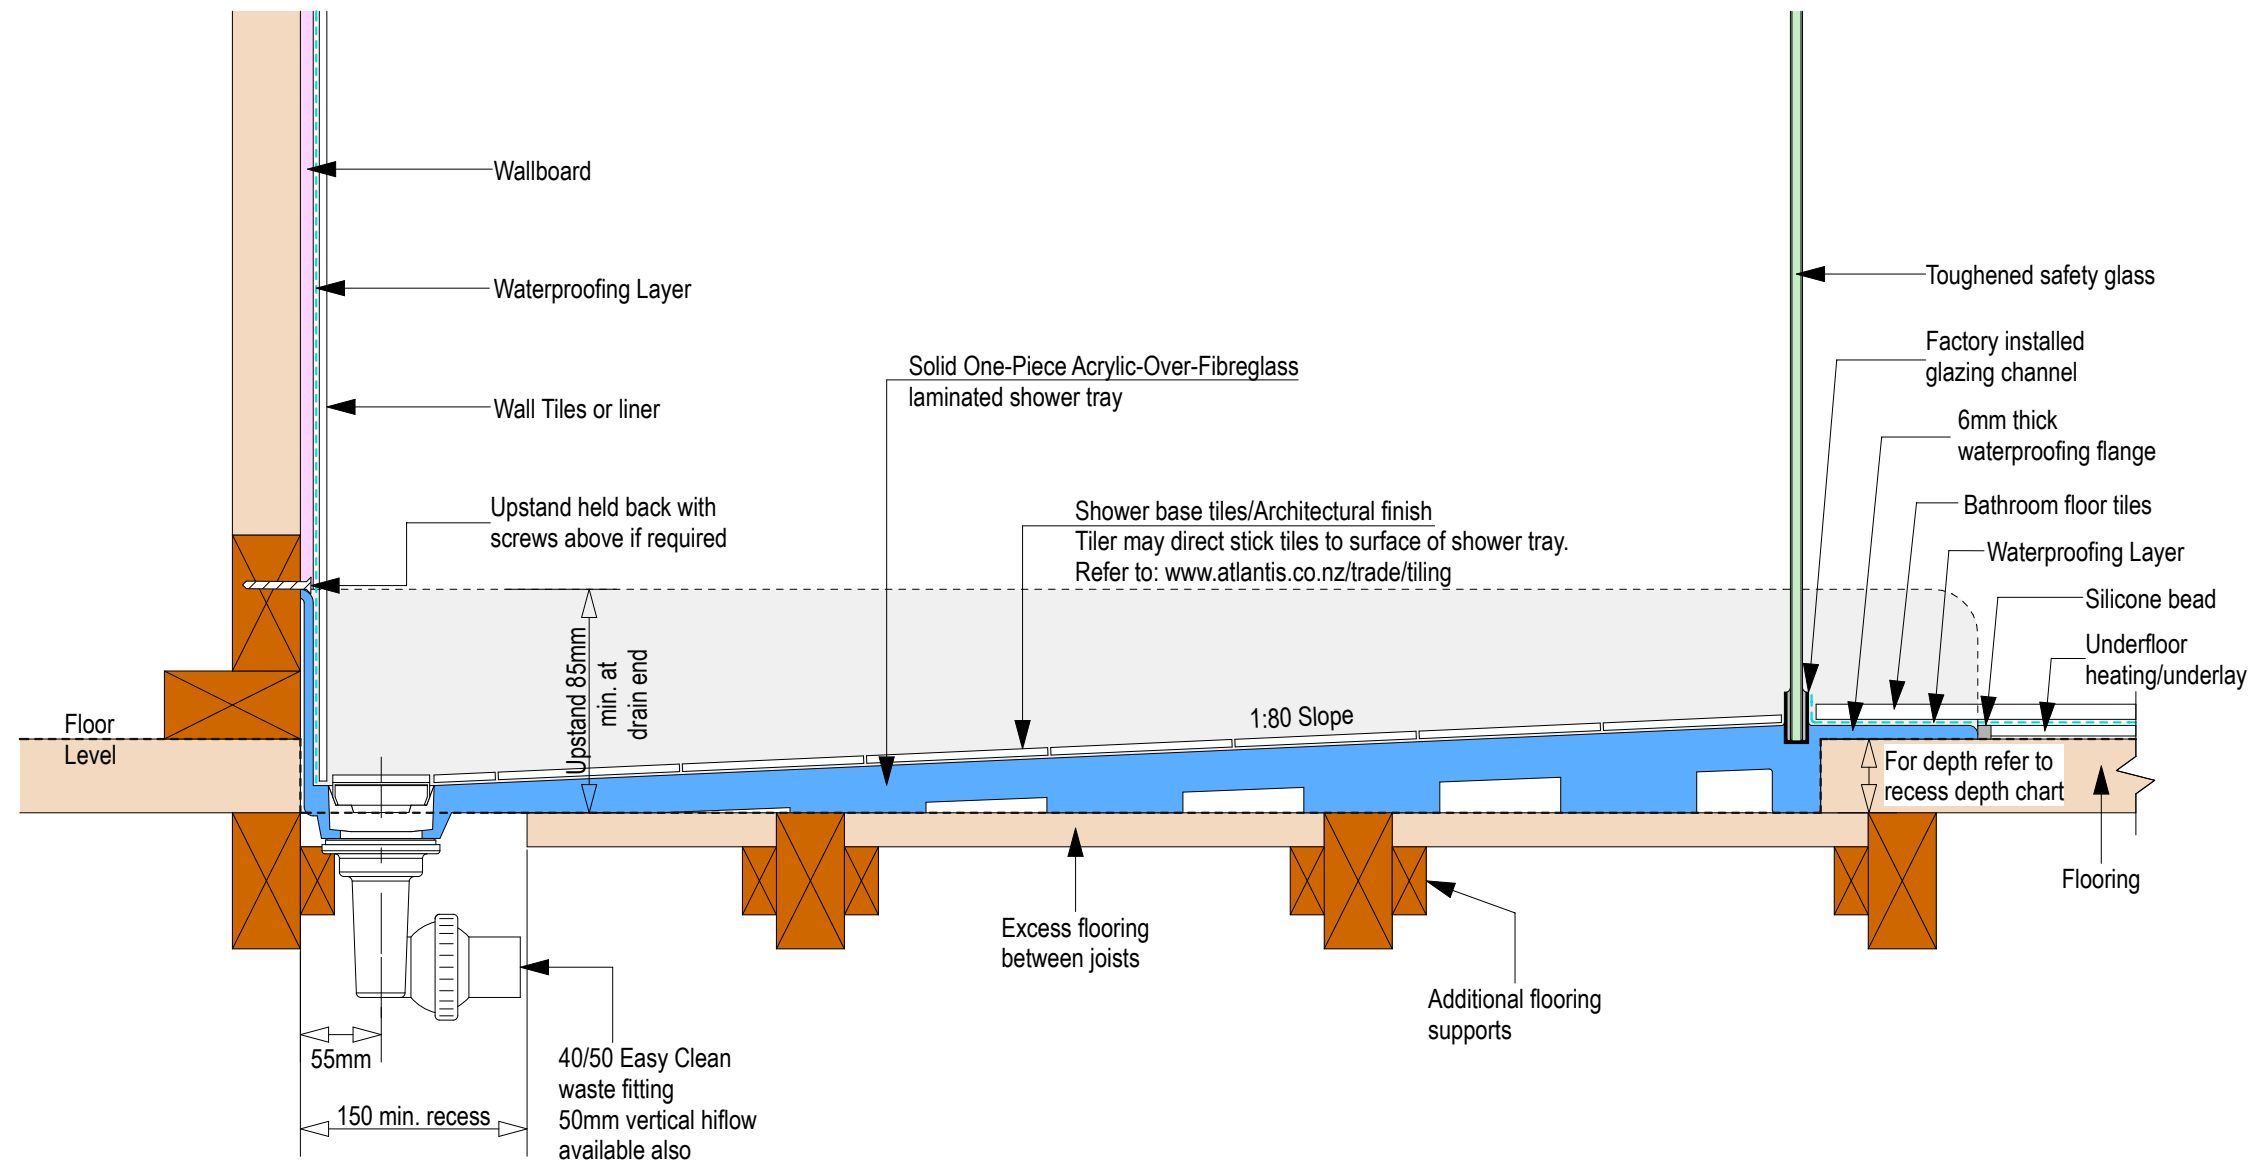 Wallboard
Waterproofing Layer
Wall Tiles or liner
Upstand held back with
screws above if required
Solid One-Piece Acrylic-Over-Fibreglass
laminated shower tray
Shower base tiles/Architectural finish
Tiler may direct stick tiles to surface of shower tray.
Refer to: www.atlantis.co.nz/trade/tiling
Toughened safety glass
Factory installed
glazing channel
6mm thick
waterproofing flange
Bathroom floor tiles
Waterproofing Layer
Silicone bead
Underfloor
heating/underlay
Floor
Level
Upstand 85mm
min. at
drain end
1:80 Slope
For depth refer to
recess depth chart
Flooring
Excess flooring
between joists
Additional flooring
supports
55mm
150 min. recess
40/50 Easy Clean
waste fitting
50mm vertical hiflow
available also